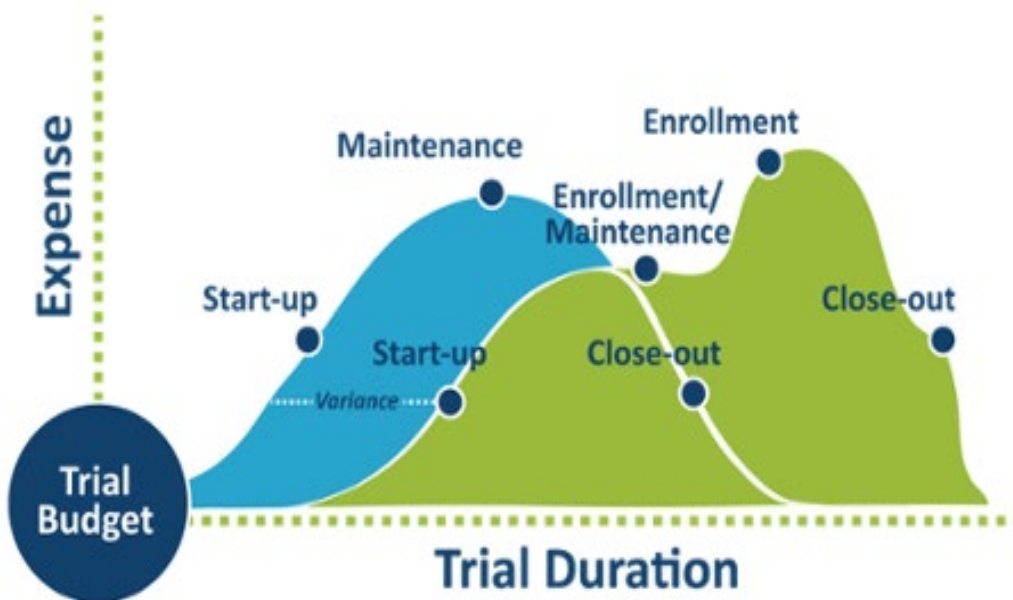 Expense
Enrollment
Maintenance
Enrollment/
Maintenance
Start-up
Close-out
Start-up
Close-out
Variance
Trial
Budget
Trial Duration